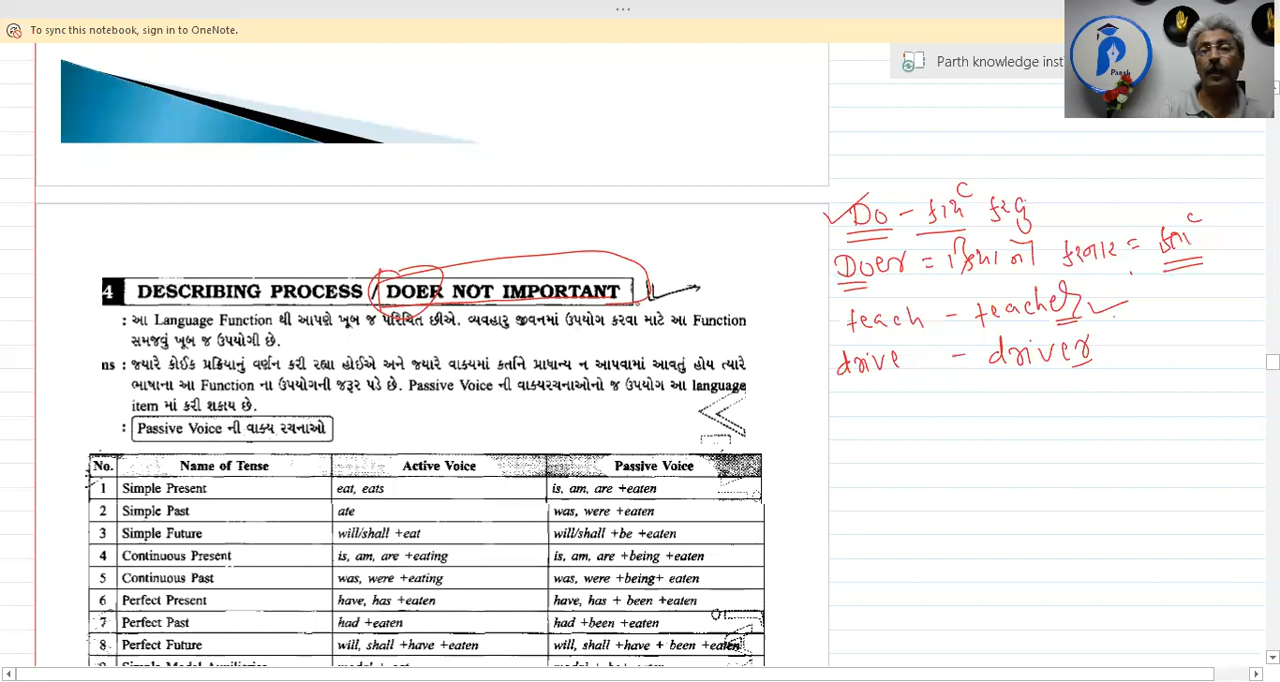 To sync this notebook, sign in to OneNote.
Parth knowledge inst
Parth
Do - કાર્ય કરવું
Doer = ક્રિયા નો કરનાર = કર્તા
teach - teacher
drive - driver
4 DESCRIBING PROCESS / DOER NOT IMPORTANT
: આ Language Function થી આપણે ખૂબ જ પરિચિત છીએ. વ્યવહારુ જીવનમાં ઉપયોગ કરવા માટે આ Function
સમજવું ખૂબ જ ઉપયોગી છે.
ns : જ્યારે કોઈક પ્રક્રિયાનું વર્ણન કરી રહ્યા હોઈએ અને જ્યારે વાક્યમાં કર્તાને પ્રાધાન્ય ન આપવામાં આવતું હોય ત્યારે
ભાષાના આ Function ના ઉપયોગની જરૂર પડે છે. Passive Voice ની વાક્યરચનાઓનો જ ઉપયોગ આ language
item માં કરી શકાય છે.
: Passive Voice ની વાક્ય રચનાઓ
No. Name of Tense Active Voice Passive Voice
1 Simple Present eat, eats is, am, are +eaten
2 Simple Past ate was, were +eaten
3 Simple Future will/shall +eat will/shall +be +eaten
4 Continuous Present is, am, are +eating is, am, are +being +eaten
5 Continuous Past was, were +eating was, were +being+ eaten
6 Perfect Present have, has +eaten have, has + been +eaten
7 Perfect Past had +eaten had +been +eaten
8 Perfect Future will, shall +have +eaten will, shall +have + been +eaten